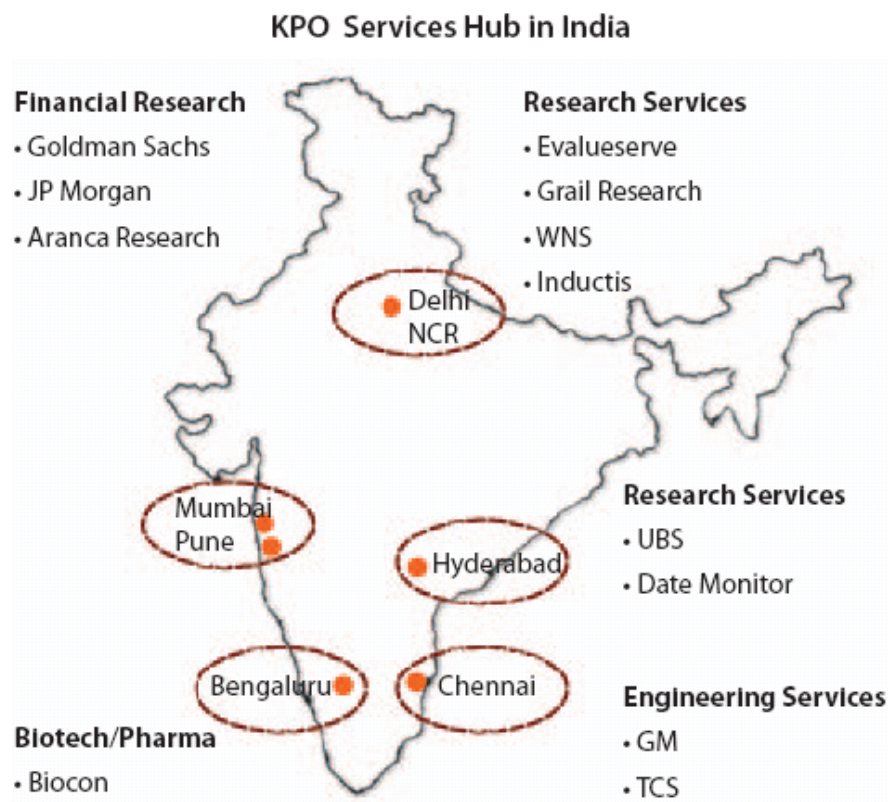 KPO Services Hub in India
Financial Research
• Goldman Sachs
• JP Morgan
• Aranca Research
Research Services
• Evalueserve
• Grail Research
• WNS
• Inductis
Delhi
NCR
Mumbai
Pune
Hyderabad
Research Services
• UBS
• Date Monitor
Bengaluru
Chennai
Biotech/Pharma
• Biocon
Engineering Services
• GM
• TCS